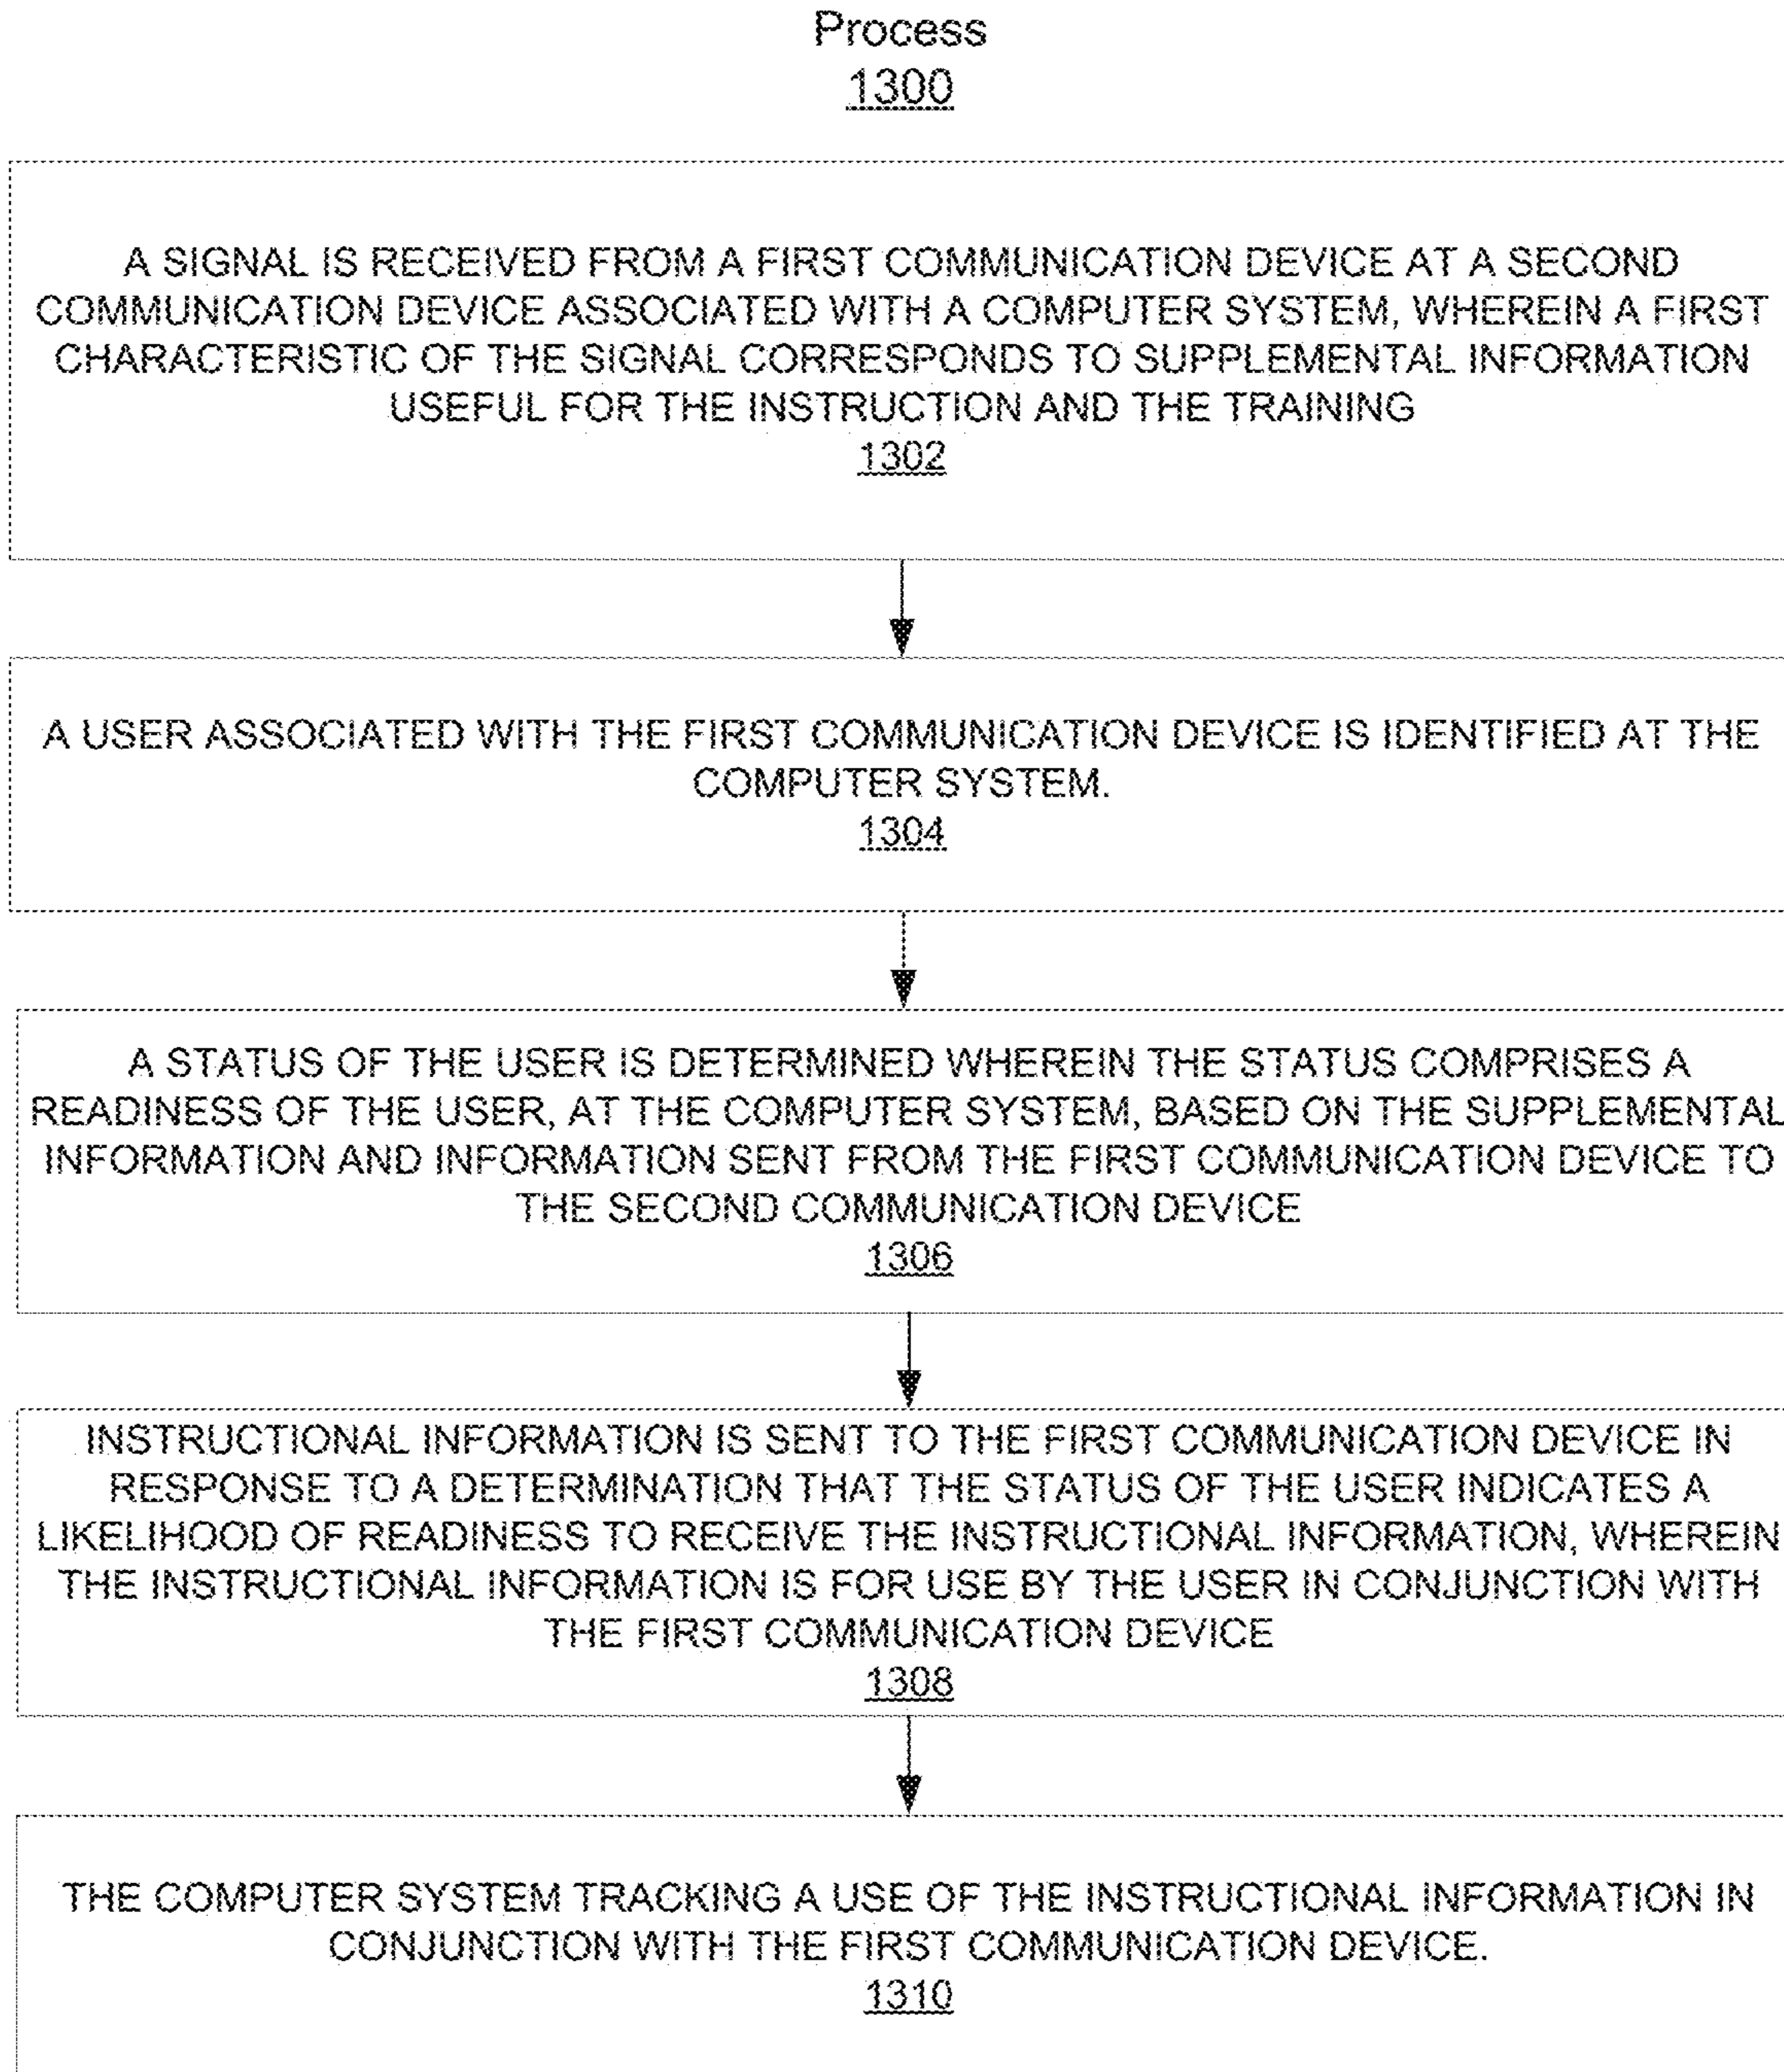 Process
1300
A SIGNAL IS RECEIVED FROM A FIRST COMMUNICATION DEVICE AT A SECOND
COMMUNICATION DEVICE ASSOCIATED WITH A COMPUTER SYSTEM, WHEREIN A FIRST
CHARACTERISTIC OF THE SIGNAL CORRESPONDS TO SUPPLEMENTAL INFORMATION
USEFUL FOR THE INSTRUCTION AND THE TRAINING
1302
A USER ASSOCIATED WITH THE FIRST COMMUNICATION DEVICE IS IDENTIFIED AT THE
COMPUTER SYSTEM.
1304
A STATUS OF THE USER IS DETERMINED WHEREIN THE STATUS COMPRISES A
READINESS OF THE USER, AT THE COMPUTER SYSTEM, BASED ON THE SUPPLEMENTAL
INFORMATION AND INFORMATION SENT FROM THE FIRST COMMUNICATION DEVICE TO
THE SECOND COMMUNICATION DEVICE
1306
INSTRUCTIONAL INFORMATION IS SENT TO THE FIRST COMMUNICATION DEVICE IN
RESPONSE TO A DETERMINATION THAT THE STATUS OF THE USER INDICATES A
LIKELIHOOD OF READINESS TO RECEIVE THE INSTRUCTIONAL INFORMATION, WHEREIN
THE INSTRUCTIONAL INFORMATION IS FOR USE BY THE USER IN CONJUNCTION WITH
THE FIRST COMMUNICATION DEVICE
1308
THE COMPUTER SYSTEM TRACKING A USE OF THE INSTRUCTIONAL INFORMATION IN
CONJUNCTION WITH THE FIRST COMMUNICATION DEVICE.
1310